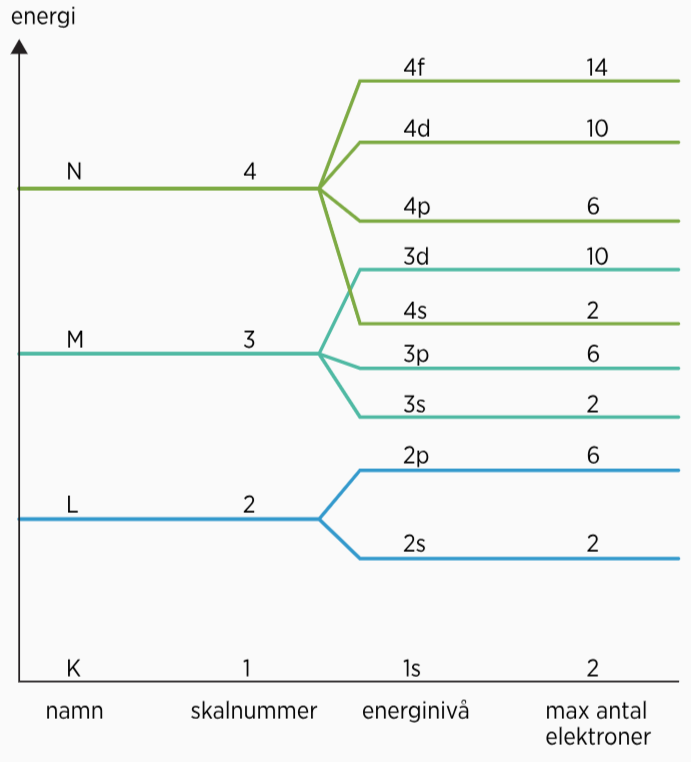 energi
4f 14
4d 10
N 4
4p 6
3d 10
4s 2
M 3
3p 6
3s 2
2p 6
L 2
2s 2
K 1 1s 2
namn skalnummer energinivå max antal
elektroner